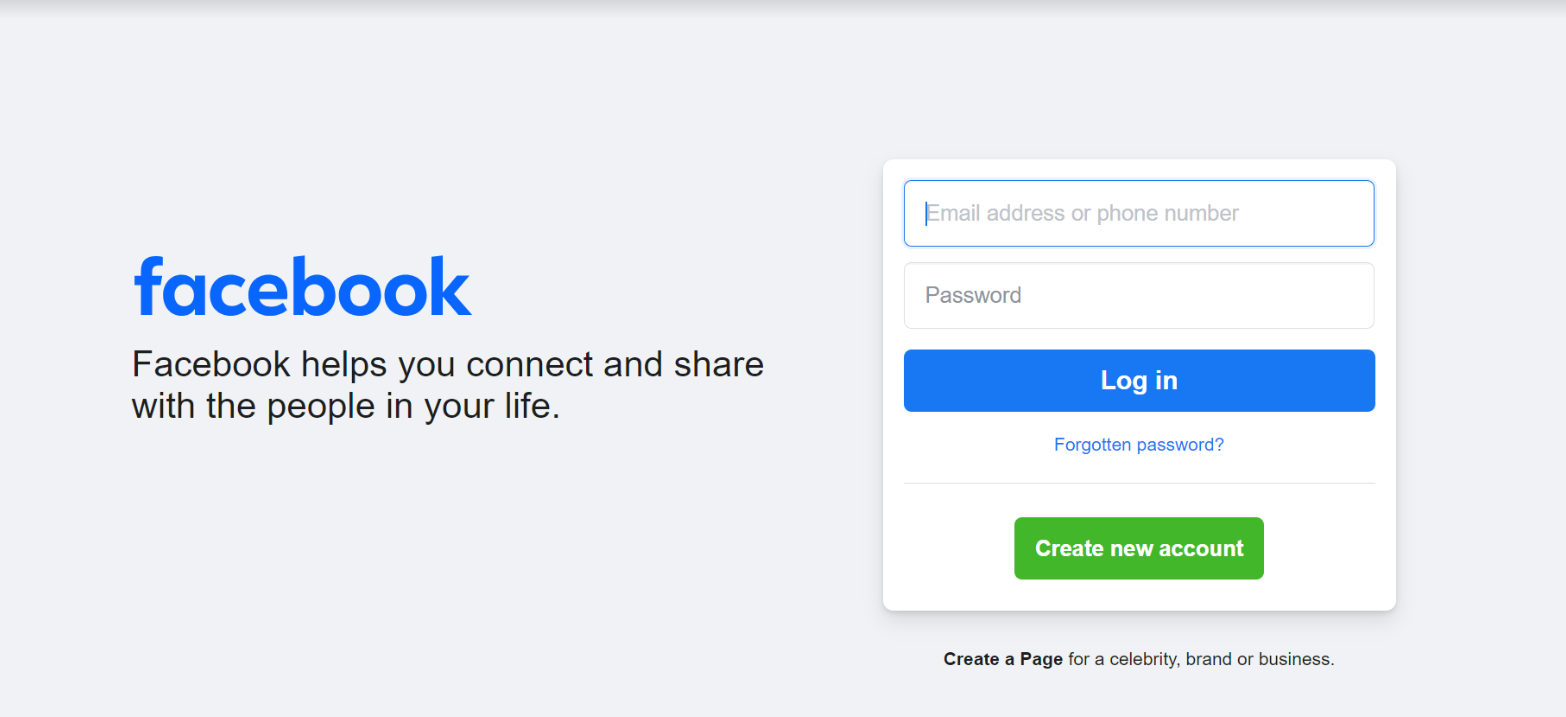 facebook
Facebook helps you connect and share
with the people in your life.
Email address or phone number
Password
Log in
Forgotten password?
Create new account
Create a Page for a celebrity, brand or business.